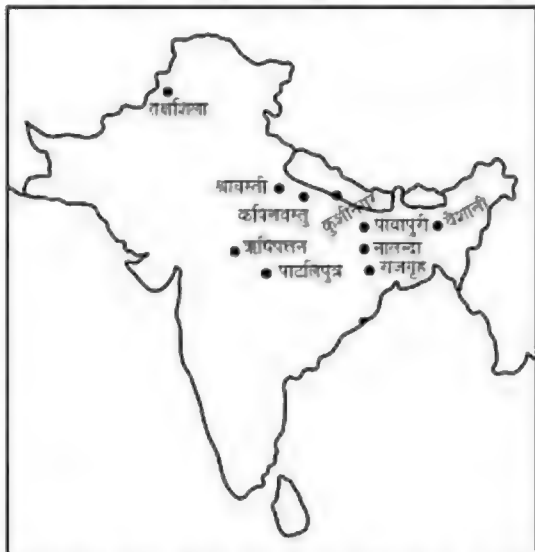 तक्षशिला
श्रावस्ती
कपिलवस्तु
कुशीनगर
पावापुरी
वैशाली
ऋषिपत्तन
नालन्दा
पाटलिपुत्र
राजगृह